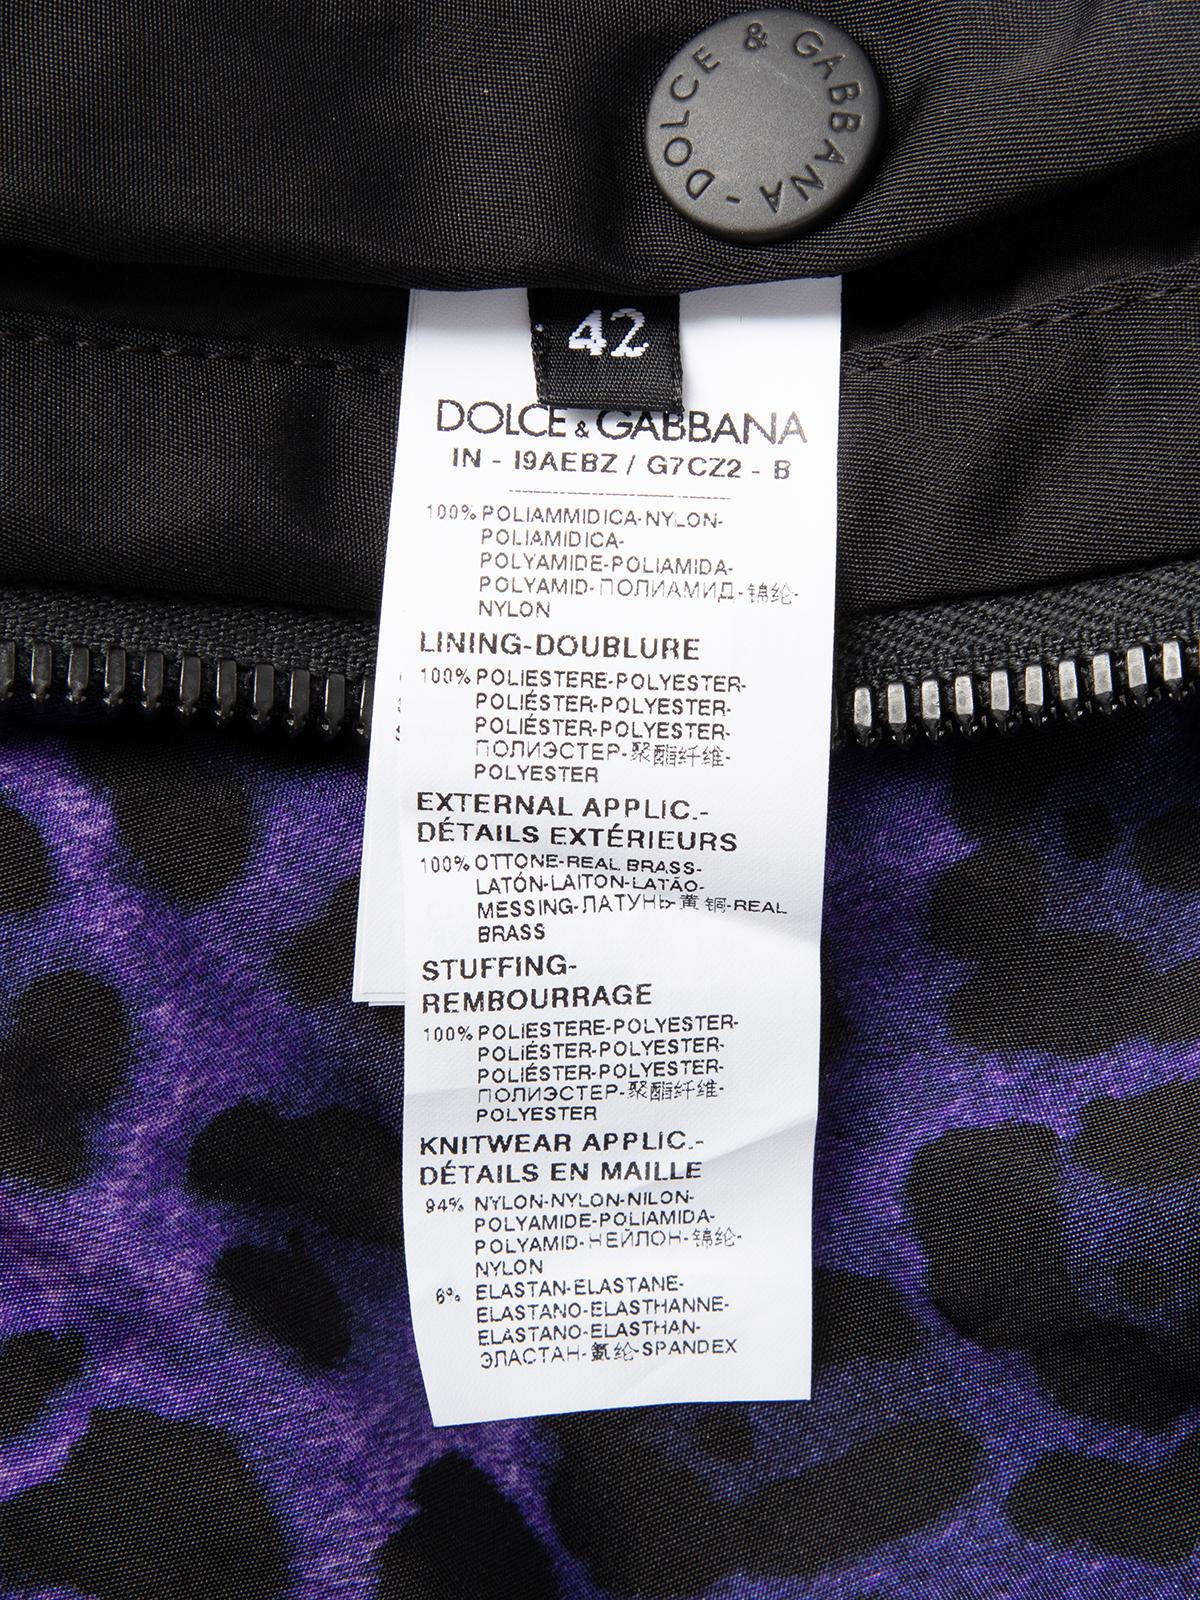 DOLCE & GABBANA -
42
DOLCE & GABBANA
IN - I9AEBZ / G7CZ2 - B
100% POLIAMMIDICA-NYLON-
POLIAMIDICA-
POLYAMIDE-POLIAMIDA-
POLYAMID-ПОЛИАМИД-锦纶-
NYLON
LINING-DOUBLURE
100% POLIESTERE-POLYESTER-
POLIÉSTER-POLYESTER-
POLIÉSTER-POLYESTER-
ПОЛИЭСТЕР-聚酯纤维-
POLYESTER
EXTERNAL APPLIC.-
DÉTAILS EXTÉRIEURS
100% OTTONE-REAL BRASS-
LATÓN-LAITON-LATÃO-
MESSING-ЛАТУНЬ-黄铜-REAL
BRASS
STUFFING-
REMBOURRAGE
100% POLIESTERE-POLYESTER-
POLIÉSTER-POLYESTER-
POLIÉSTER-POLYESTER-
ПОЛИЭСТЕР-聚酯纤维-
POLYESTER
KNITWEAR APPLIC.-
DÉTAILS EN MAILLE
94% NYLON-NYLON-NILON-
POLYAMIDE-POLIAMIDA-
POLYAMID-НЕЙЛОН-锦纶-
NYLON
6% ELASTAN-ELASTANE-
ELASTANO-ELASTHANNE-
ELASTANO-ELASTHAN-
ЭЛАСТАН-氨纶-SPANDEX